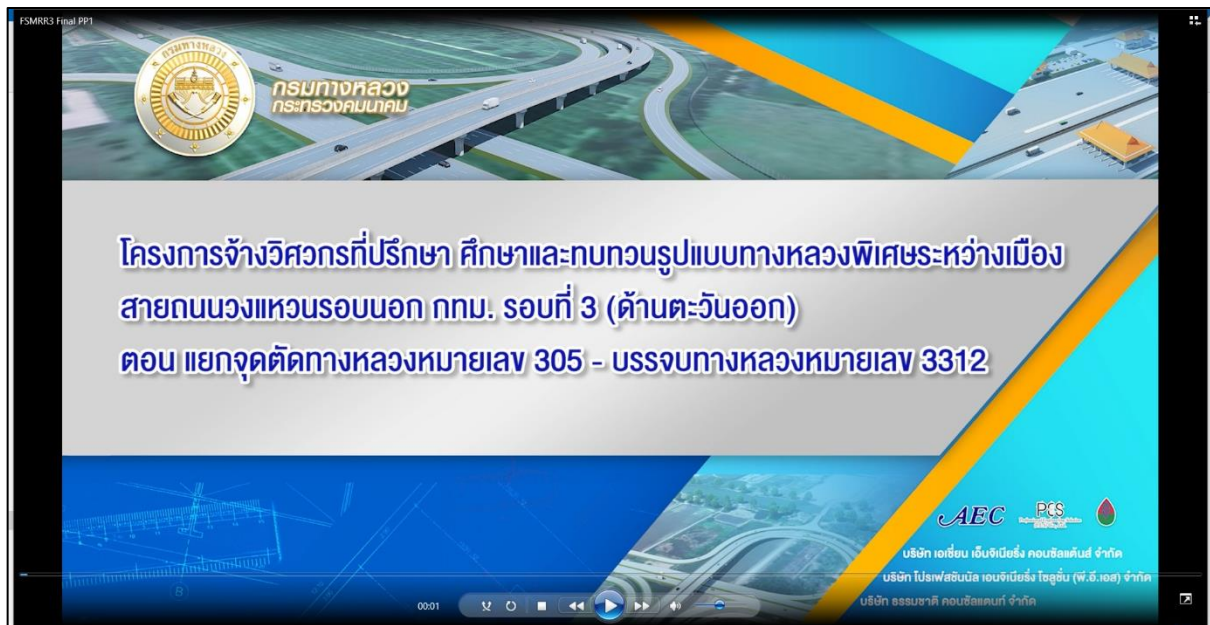 FSMRR3 Final PP1
กรมทางหลวง
กรมทางหลวง
กระทรวงคมนาคม
โครงการจ้างวิศวกรที่ปรึกษา ศึกษาและทบทวนรูปแบบทางหลวงพิเศษระหว่างเมือง
สายถนนวงแหวนรอบนอก กทม. รอบที่ 3 (ด้านตะวันออก)
ตอน แยกจุดตัดทางหลวงหมายเลข 305 - บรรจบทางหลวงหมายเลข 3312
AEC
บริษัท เอเชี่ยน เอ็นจิเนียริ่ง คอนซัลแต้นส์ จำกัด
บริษัท โปรเฟสชันนัล เอนจิเนียริ่ง โซลูชั่น (พี.อี.เอส) จำกัด
บริษัท ธรรมชาติ คอนซัลแตนท์ จำกัด
00:01